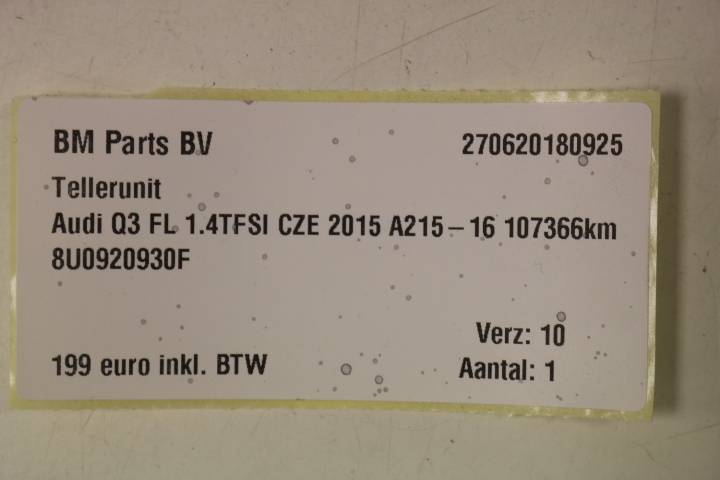 BM Parts BV 270620180925
Tellerunit
Audi Q3 FL 1.4TFSI CZE 2015 A215-16 107366km
8U0920930F
Verz: 10
199 euro inkl. BTW Aantal: 1